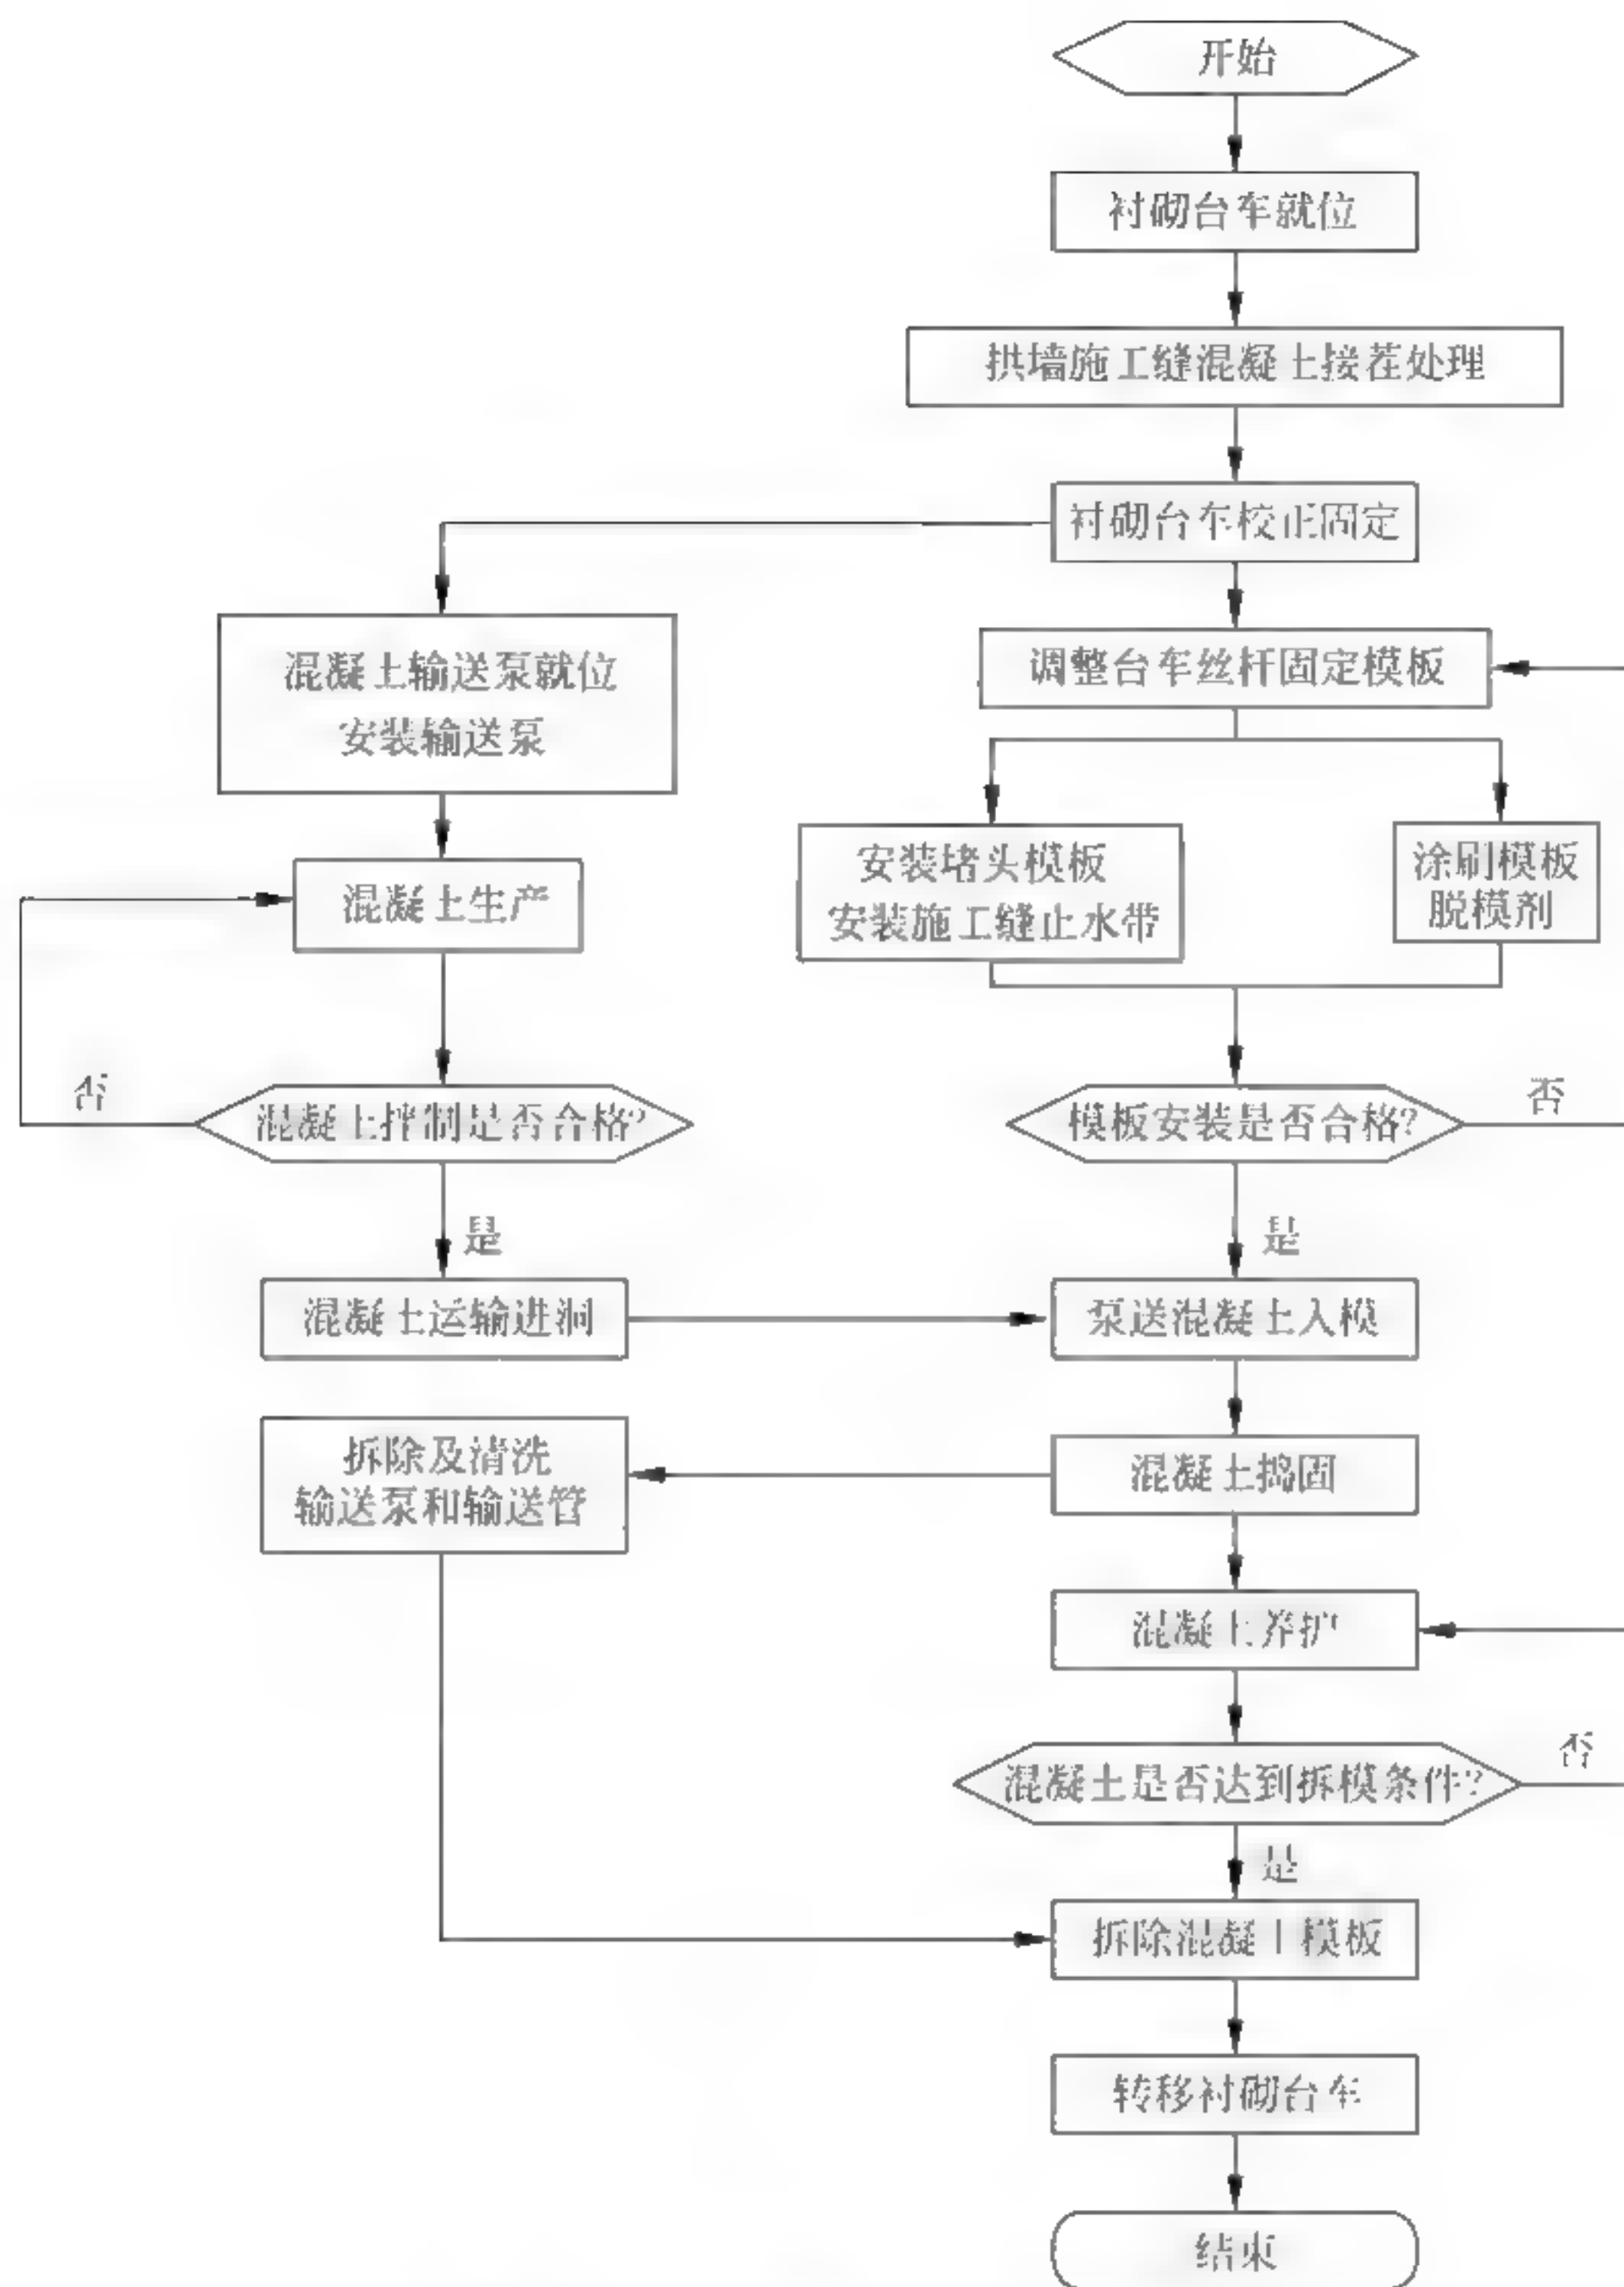 开始
衬砌台车就位
拱墙施工缝混凝土接茬处理
衬砌台车校正固定
混凝土输送泵就位
安装输送泵
调整台车丝杆固定模板
安装堵头模板
安装施工缝止水带
涂刷模板
脱模剂
混凝土生产
否
混凝土拌制是否合格?
模板安装是否合格?
否
是
是
混凝土运输进洞
泵送混凝土入模
拆除及清洗
输送泵和输送管
混凝土捣固
混凝土养护
混凝土是否达到拆模条件?
否
是
拆除混凝土模板
转移衬砌台车
结束